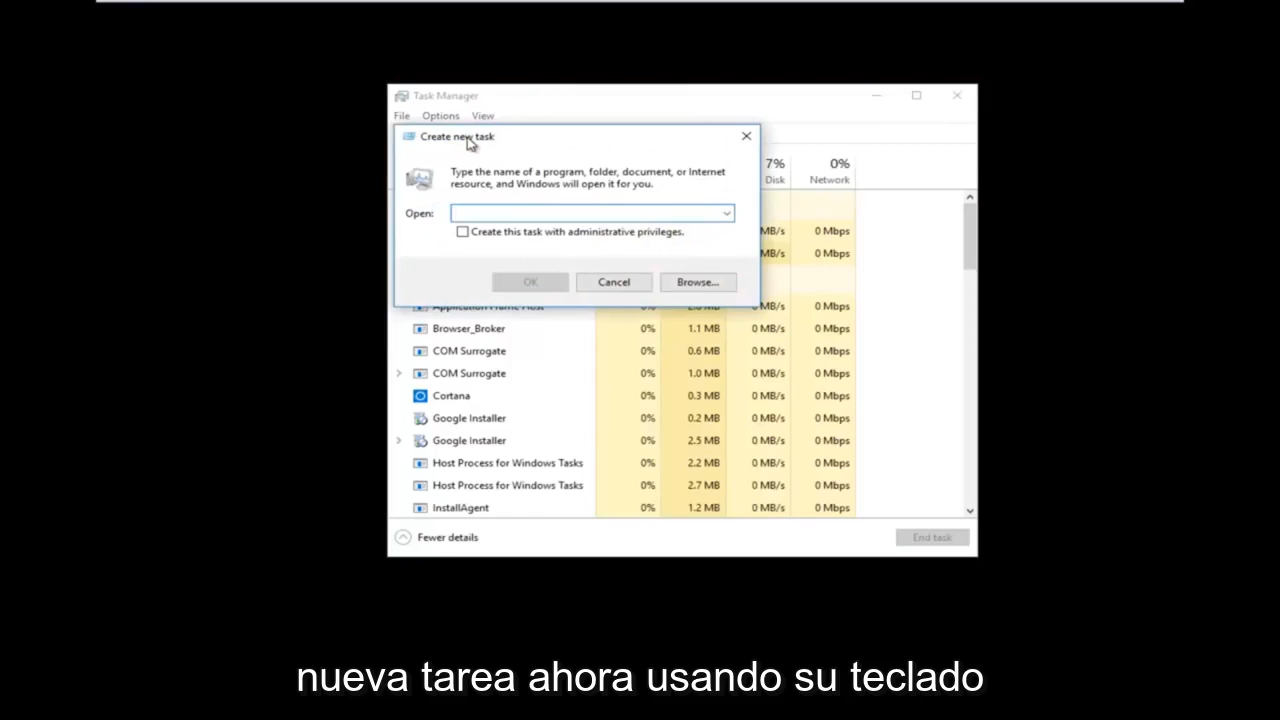 Task Manager
File Options View
Create new task
Type the name of a program, folder, document, or Internet
resource, and Windows will open it for you.
Open:
Create this task with administrative privileges.
OK Cancel Browse...
7% 0%
Disk Network
MB/s 0 Mbps
MB/s 0 Mbps
Application Frame Host 0% 0 MB/s 0 Mbps
Browser_Broker 0% 1.1 MB 0 MB/s 0 Mbps
COM Surrogate 0% 0.6 MB 0 MB/s 0 Mbps
COM Surrogate 0% 1.0 MB 0 MB/s 0 Mbps
Cortana 0% 0.3 MB 0 MB/s 0 Mbps
Google Installer 0% 0.2 MB 0 MB/s 0 Mbps
Google Installer 0% 2.5 MB 0 MB/s 0 Mbps
Host Process for Windows Tasks 0% 2.2 MB 0 MB/s 0 Mbps
Host Process for Windows Tasks 0% 2.7 MB 0 MB/s 0 Mbps
InstallAgent 0% 1.2 MB 0 MB/s 0 Mbps
Fewer details End task
nueva tarea ahora usando su teclado